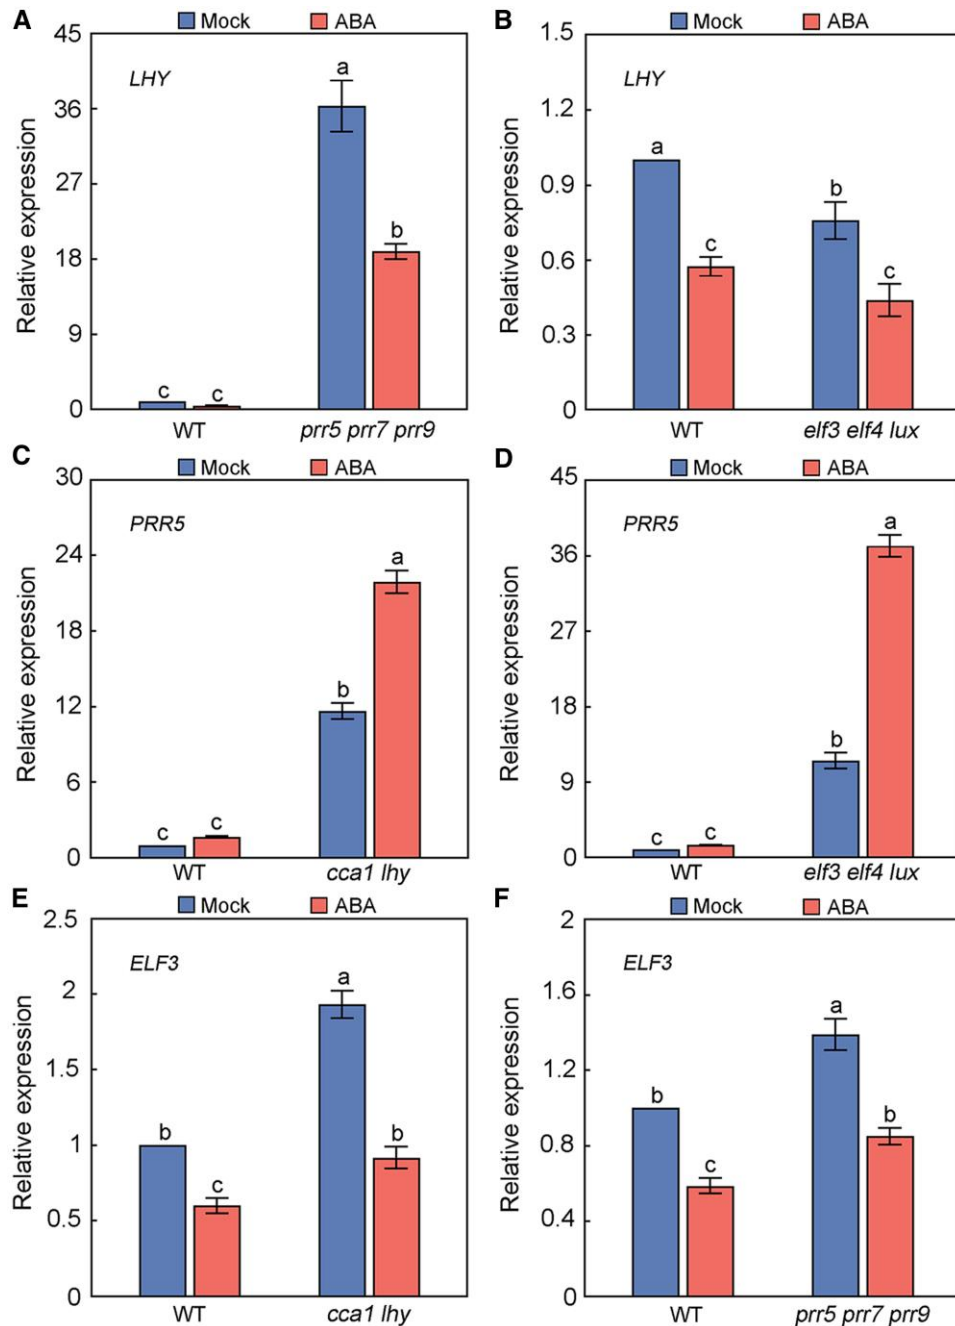 A
Mock ABA
45
36
27
18
9
0
Relative expression
LHY
c c a b
WT prr5 prr7 prr9
B
Mock ABA
1.5
1.2
0.9
0.6
0.3
0
Relative expression
LHY
a c b c
WT elf3 elf4 lux
C
Mock ABA
30
24
18
12
6
0
Relative expression
PRR5
c c b a
WT cca1 lhy
D
Mock ABA
45
36
27
18
9
0
Relative expression
PRR5
c c b a
WT elf3 elf4 lux
E
Mock ABA
2.5
2
1.5
1
0.5
0
Relative expression
ELF3
b c a b
WT cca1 lhy
F
Mock ABA
2
1.6
1.2
0.8
0.4
0
Relative expression
ELF3
b c a b
WT prr5 prr7 prr9